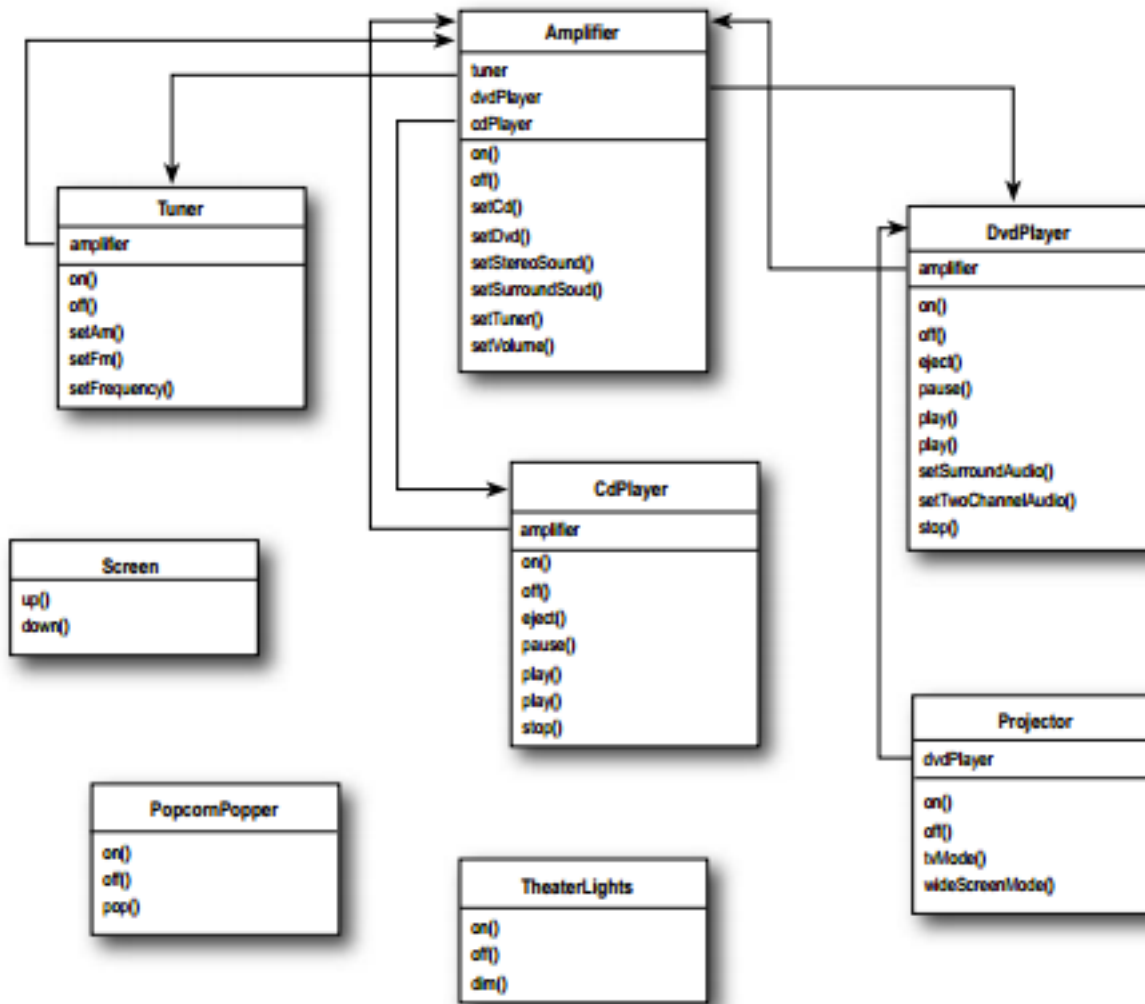 Amplifier
tuner
dvdPlayer
cdPlayer
on()
off()
setCd()
setDvd()
setStereoSound()
setSurroundSoud()
setTuner()
setVolume()
Tuner
amplifier
on()
off()
setAm()
setFm()
setFrequency()
DvdPlayer
amplifier
on()
off()
eject()
pause()
play()
play()
setSurroundAudio()
setTwoChannelAudio()
stop()
CdPlayer
amplifier
on()
off()
eject()
pause()
play()
play()
stop()
Screen
up()
down()
Projector
dvdPlayer
on()
off()
tvMode()
wideScreenMode()
PopcornPopper
on()
off()
pop()
TheaterLights
on()
off()
dim()